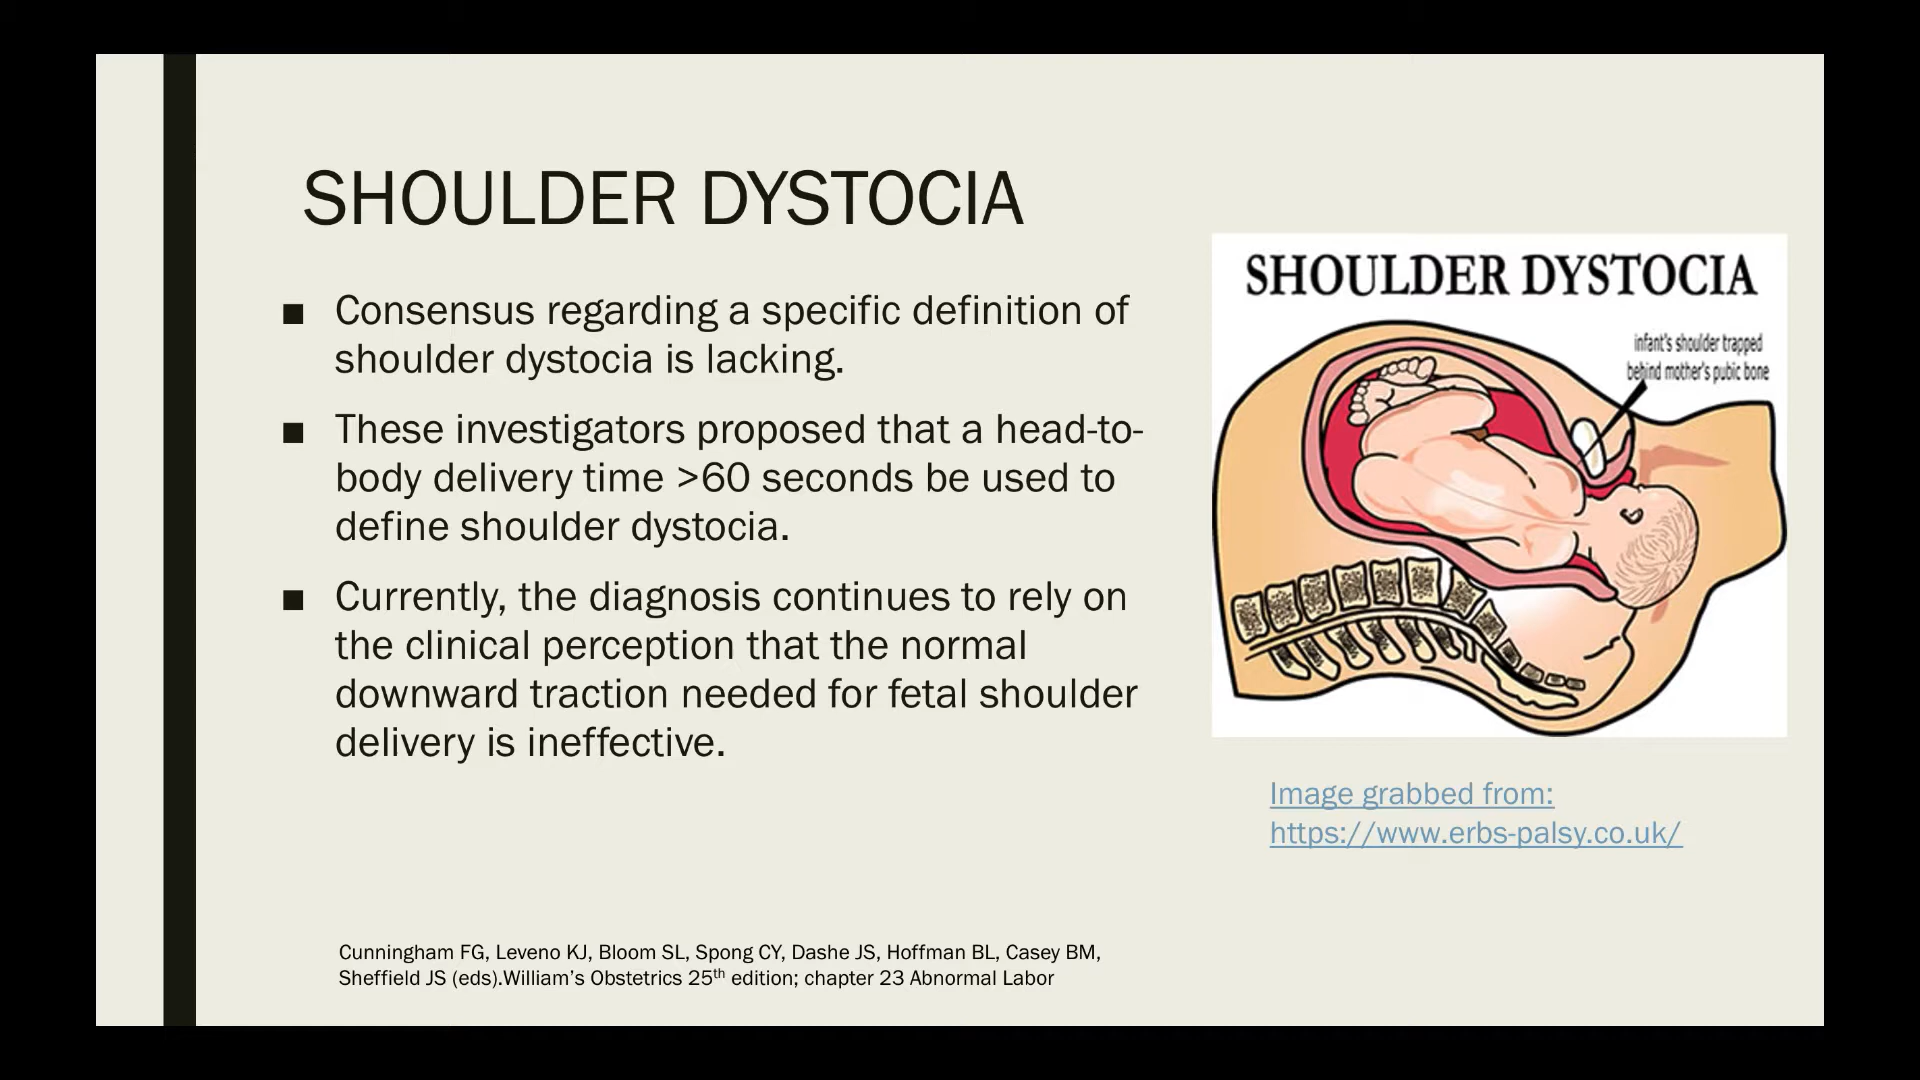 SHOULDER DYSTOCIA
■ Consensus regarding a specific definition of
shoulder dystocia is lacking.
■ These investigators proposed that a head-to-
body delivery time >60 seconds be used to
define shoulder dystocia.
■ Currently, the diagnosis continues to rely on
the clinical perception that the normal
downward traction needed for fetal shoulder
delivery is ineffective.
SHOULDER DYSTOCIA
infant's shoulder trapped
behind mother's pubic bone
Image grabbed from:
https://www.erbs-palsy.co.uk/
Cunningham FG, Leveno KJ, Bloom SL, Spong CY, Dashe JS, Hoffman BL, Casey BM,
Sheffield JS (eds).William's Obstetrics 25th edition; chapter 23 Abnormal Labor